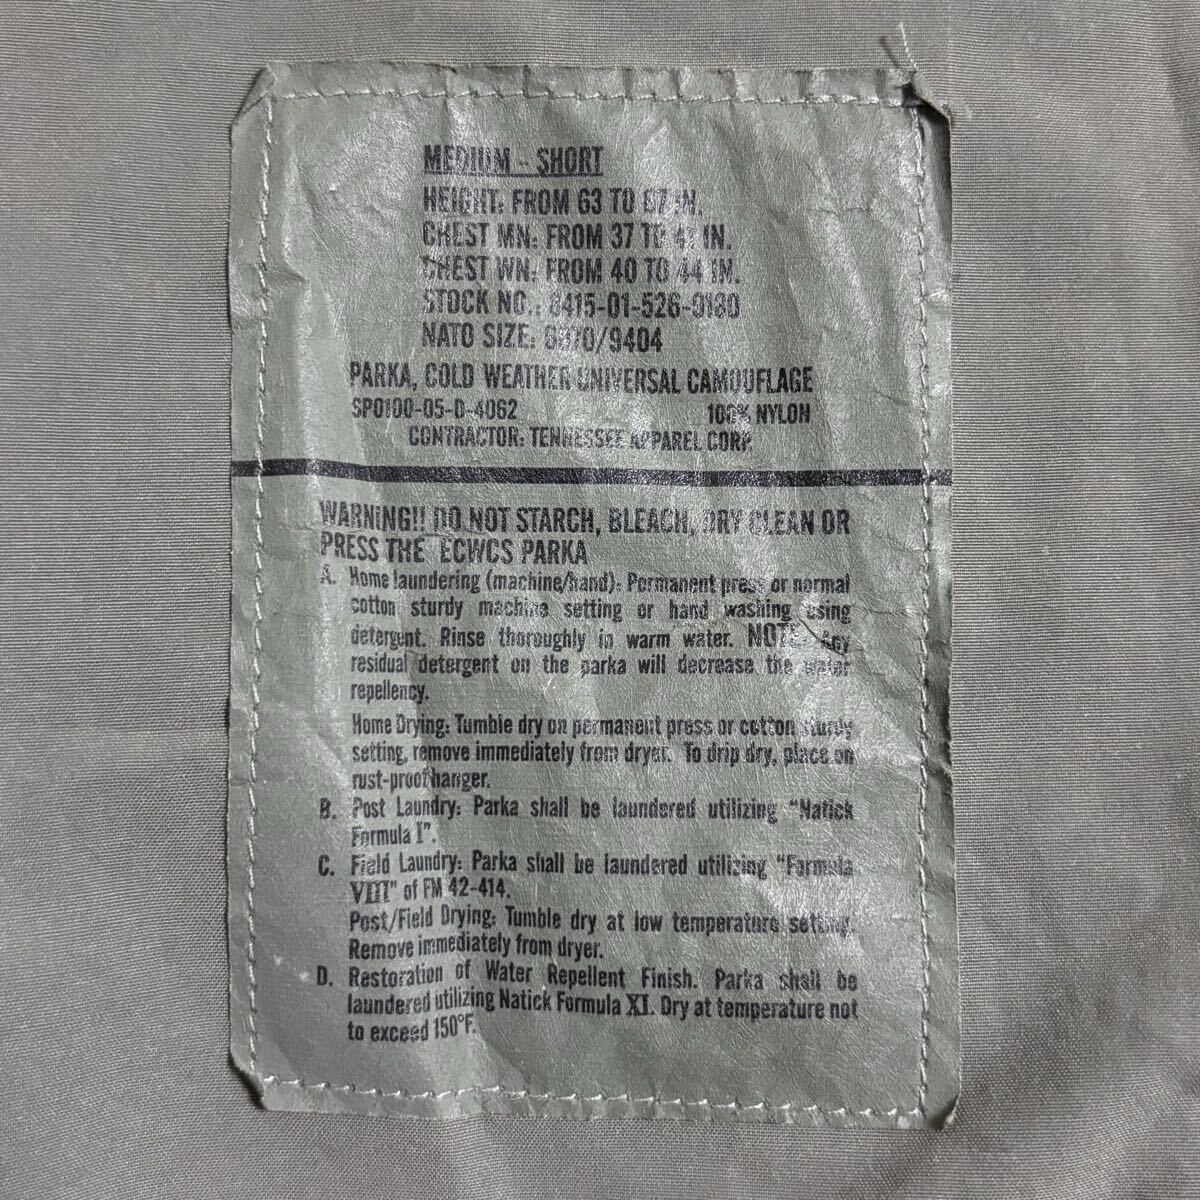 MEDIUM - SHORT
HEIGHT: FROM 63 TO 67 IN.
CHEST MN: FROM 37 TO 41 IN.
CHEST WN: FROM 40 TO 44 IN.
STOCK NO.: 8415-01-526-9180
NATO SIZE: /9404
PARKA, COLD WEATHER UNIVERSAL CAMOUFLAGE
SPO100-05-D-4062 100% NYLON
CONTRACTOR: TENNESSEE APPAREL CORP.
WARNING!! DO NOT STARCH, BLEACH, DRY CLEAN OR
PRESS THE ECWCS PARKA
A. Home laundering (machine/hand): Permanent press or normal
cotton sturdy machine setting or hand washing using
detergent. Rinse thoroughly in warm water. NOTE: Any
residual detergent on the parka will decrease the water
repellency.
Home Drying: Tumble dry on permanent press or cotton sturdy
setting, remove immediately from dryer. To drip dry, place on
rust-proof hanger.
B. Post Laundry: Parka shall be laundered utilizing "Natick
Formula I".
C. Field Laundry: Parka shall be laundered utilizing "Formula
VIII" of FM 42-414.
Post/Field Drying: Tumble dry at low temperature setting.
Remove immediately from dryer.
D. Restoration of Water Repellent Finish. Parka shall be
laundered utilizing Natick Formula XI. Dry at temperature not
to exceed 150°F.